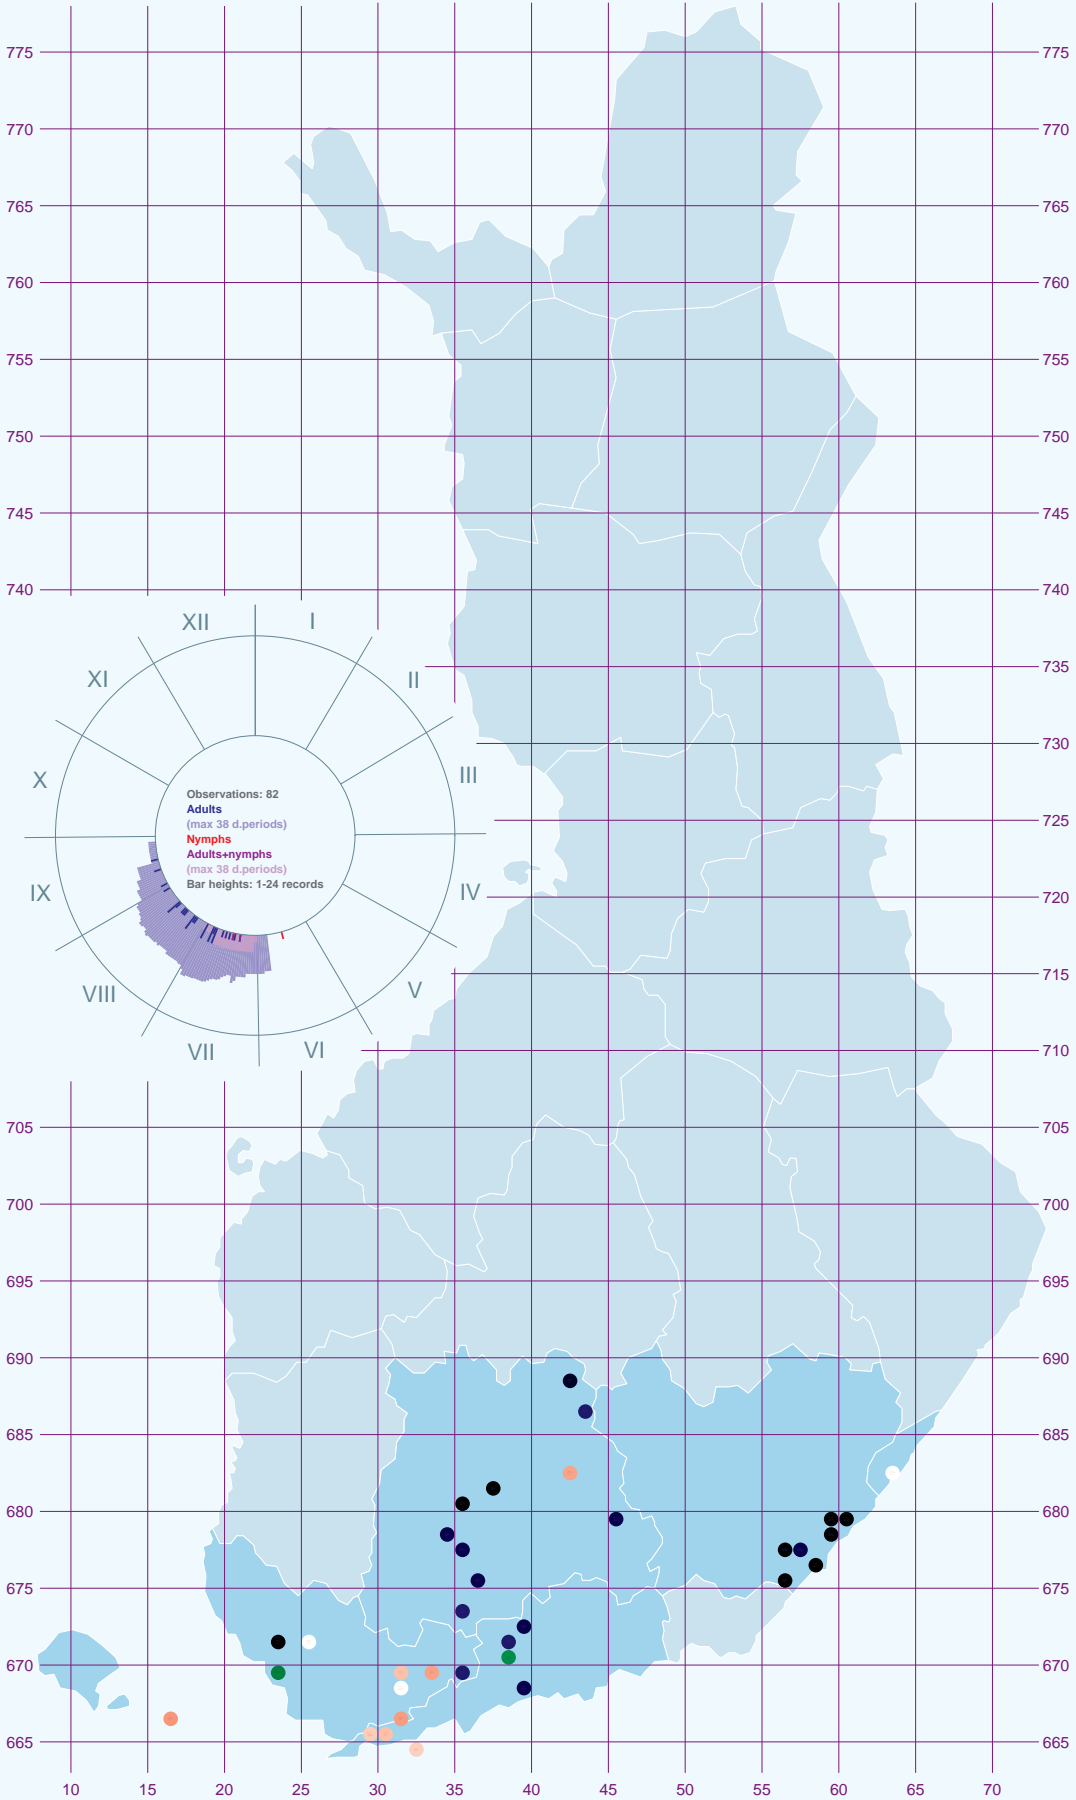 775 775
770 770
765 765
760 760
755 755
750 750
745 745
740 740
XII I
XI II
735
730
X III
Observations: 82
Adults
(max 38 d.periods)
Nymphs
Adults+nymphs
(max 38 d.periods)
Bar heights: 1-24 records
725
720
IX IV
715
VIII V
VII VI
710
705 705
700 700
695 695
690 690
685 685
680 680
675 675
670 670
665 665
10 15 20 25 30 35 40 45 50 55 60 65 70